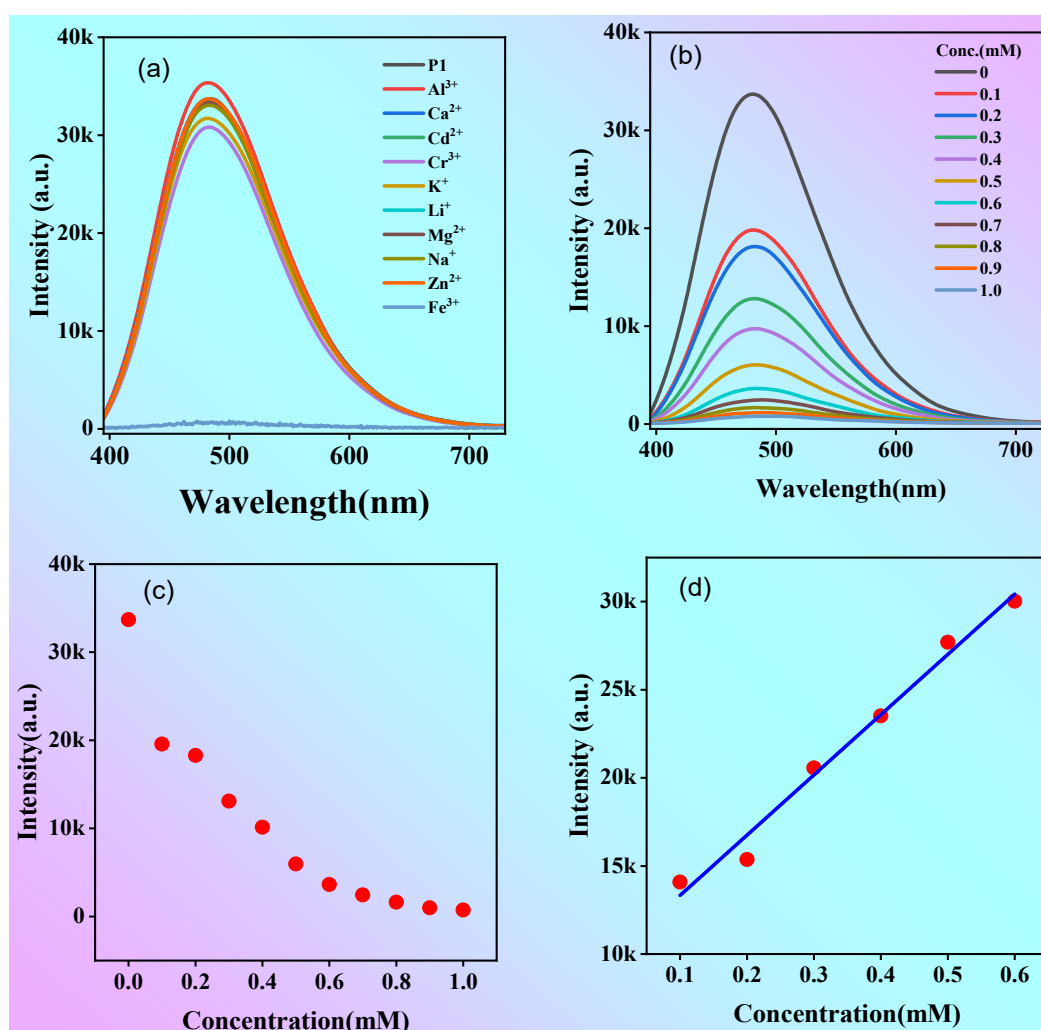 (a)
40k
30k
20k
10k
0
400 500 600 700
Intensity (a.u.)
Wavelength(nm)
P1
Al³⁺
Ca²⁺
Cd²⁺
Cr³⁺
K⁺
Li⁺
Mg²⁺
Na⁺
Zn²⁺
Fe³⁺
(b)
40k
30k
20k
10k
0
400 500 600 700
Intensity (a.u.)
Wavelength(nm)
Conc.(mM)
0
0.1
0.2
0.3
0.4
0.5
0.6
0.7
0.8
0.9
1.0
(c)
40k
30k
20k
10k
0
0.0 0.2 0.4 0.6 0.8 1.0
Intensity(a.u.)
Concentration(mM)
(d)
30k
25k
20k
15k
10k
0.1 0.2 0.3 0.4 0.5 0.6
Intensity (a.u.)
Concentration(mM)